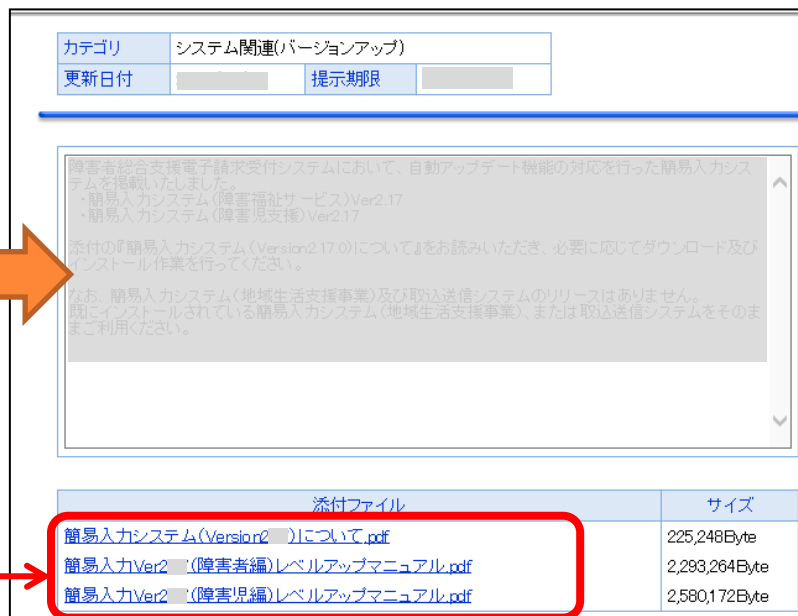 カテゴリ システム関連(バージョンアップ)
更新日付 提示期限
障害者総合支援電子請求受付システムにおいて、自動アップデート機能の対応を行った簡易入力シス
テムを掲載いたしました。
・簡易入力システム(障害福祉サービス)Ver2.17
・簡易入力システム(障害児支援)Ver2.17
添付の『簡易入力システム(Version2.17.0)について』をお読みいただき、必要に応じてダウンロード及び
インストール作業を行ってください。
なお、簡易入力システム(地域生活支援事業)及び取込送信システムのリリースはありません。
既にインストールされている簡易入力システム(地域生活支援事業)、または取込送信システムをそのま
まご利用ください。
添付ファイル サイズ
簡易入力システム(Version2 )について.pdf 225,248Byte
簡易入力Ver2 (障害者編)レベルアップマニュアル.pdf 2,293,264Byte
簡易入力Ver2 (障害児編)レベルアップマニュアル.pdf 2,580,172Byte